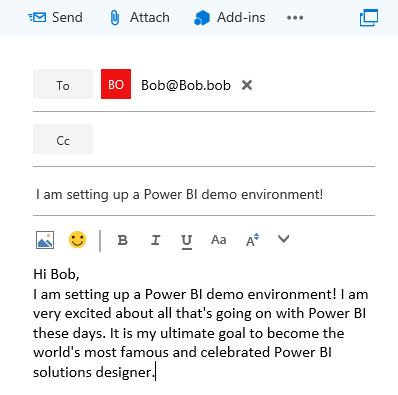 Send Attach Add-ins
To BO Bob@Bob.bob
Cc
I am setting up a Power BI demo environment!
B I U Aa A
Hi Bob,
I am setting up a Power BI demo environment! I am
very excited about all that's going on with Power BI
these days. It is my ultimate goal to become the
world's most famous and celebrated Power BI
solutions designer.